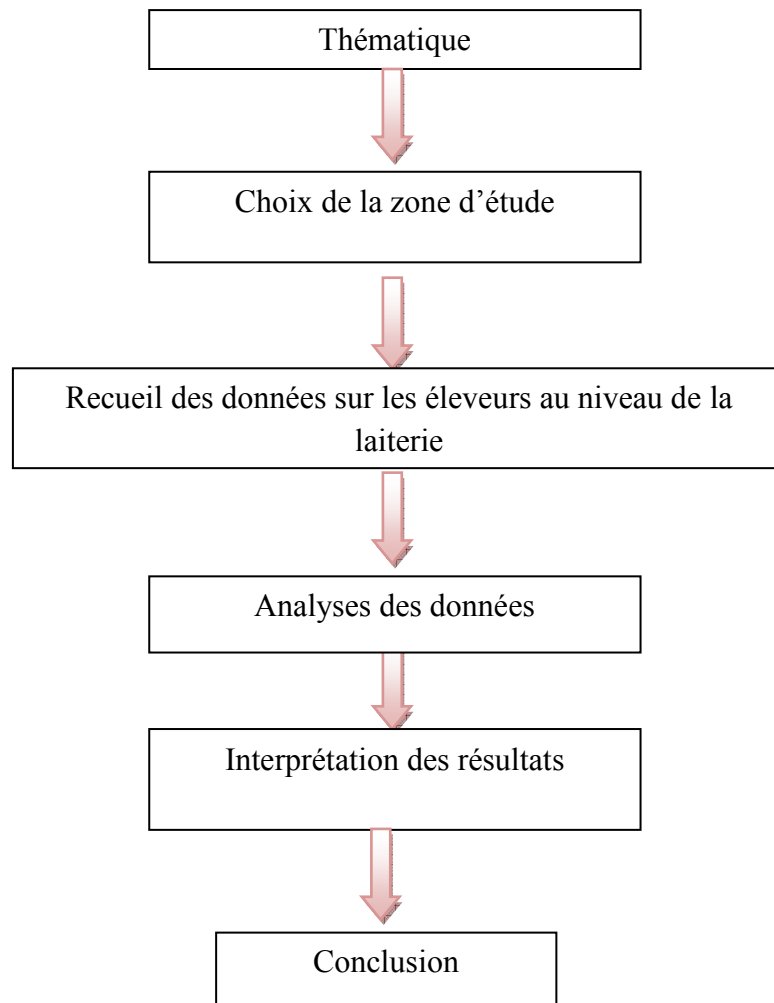 Thématique
Choix de la zone d’étude
Recueil des données sur les éleveurs au niveau de la
laiterie
Analyses des données
Interprétation des résultats
Conclusion